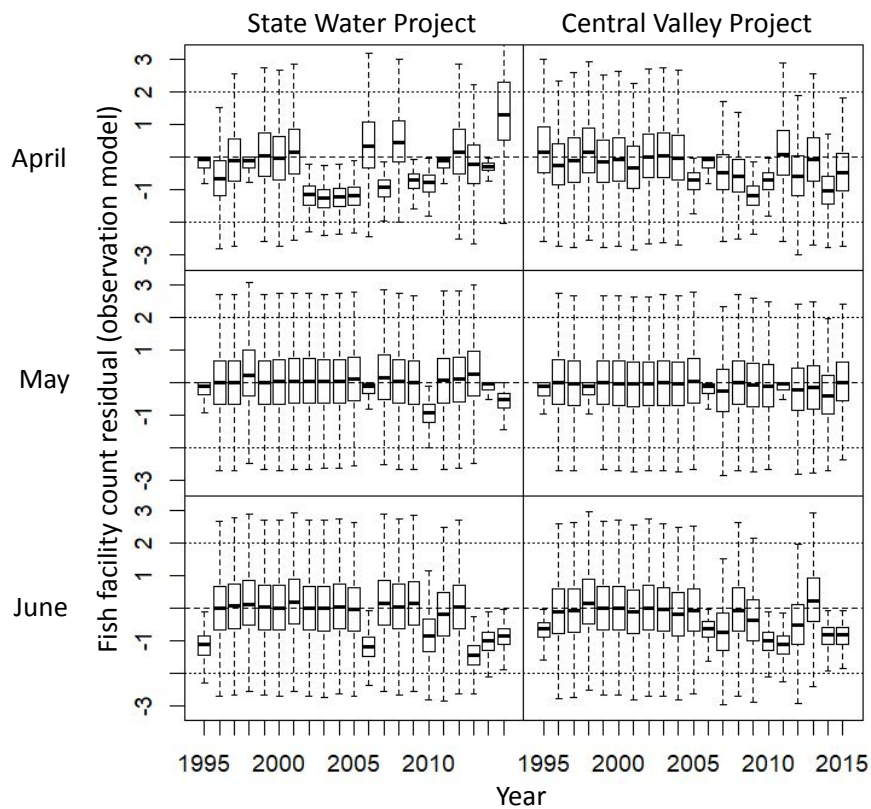 State Water Project Central Valley Project
Fish facility count residual (observation model)
April
3
2
1
-1
-3
May
3
2
1
-1
-3
June
3
2
1
-1
-3
1995 2000 2005 2010 1995 2000 2005 2010 2015
Year